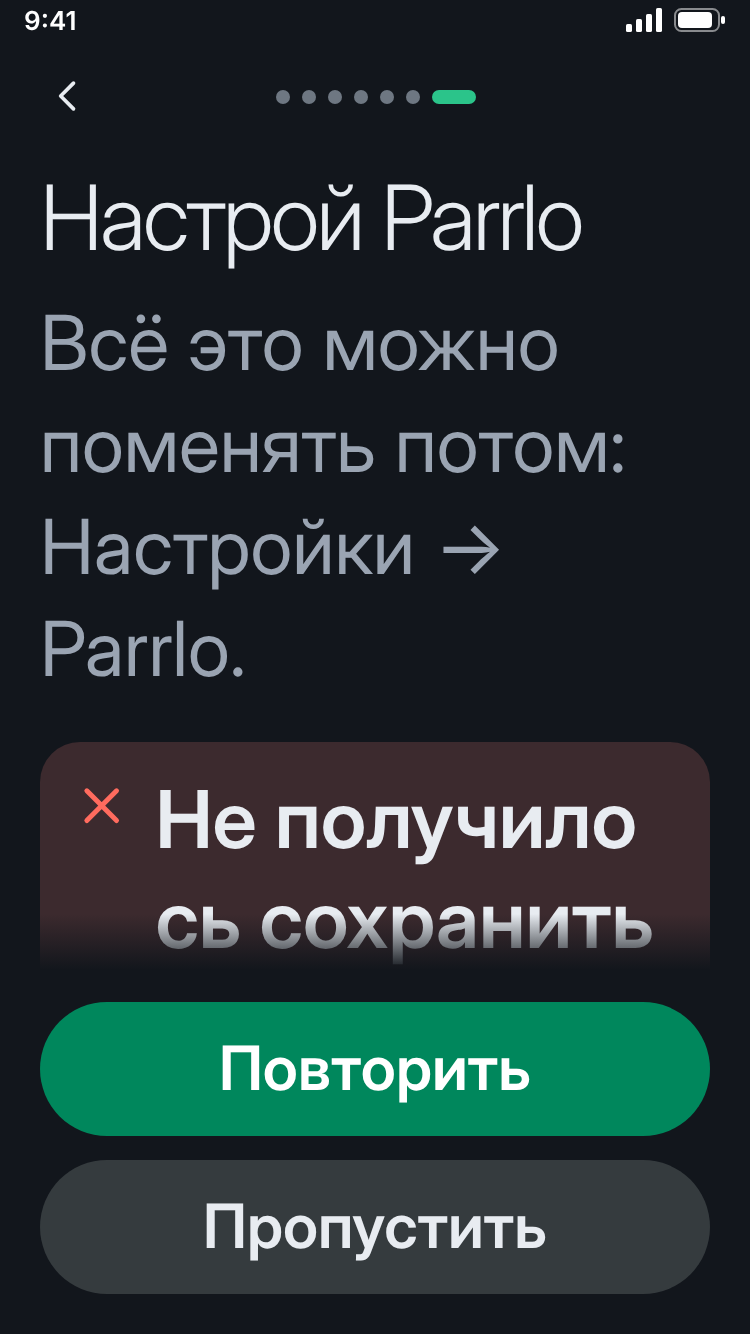 9:41
Настрой Parrlo
Всё это можно
поменять потом:
Настройки →
Parrlo.
Не получило
сь сохранить
Повторить
Пропустить